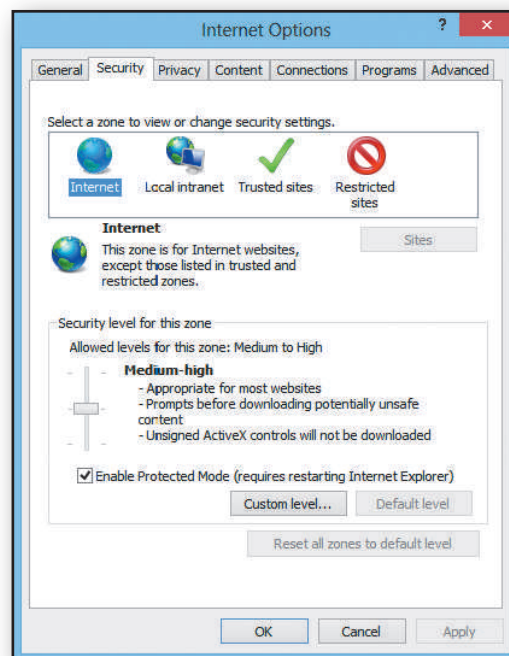 Internet Options
?
General Security Privacy Content Connections Programs Advanced
Select a zone to view or change security settings.
Internet Local intranet Trusted sites Restricted
sites
Internet
Sites
This zone is for Internet websites,
except those listed in trusted and
restricted zones.
Security level for this zone
Allowed levels for this zone: Medium to High
Medium-high
- Appropriate for most websites
- Prompts before downloading potentially unsafe
content
- Unsigned ActiveX controls will not be downloaded
Enable Protected Mode (requires restarting Internet Explorer)
Custom level... Default level
Reset all zones to default level
OK Cancel Apply